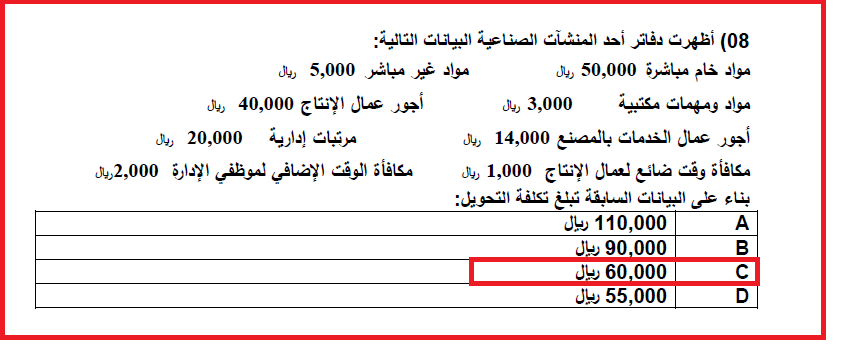 08) أظهرت دفاتر أحد المنشآت الصناعية البيانات التالية:
مواد خام مباشرة 50,000 ريال مواد غير مباشر 5,000 ريال
مواد ومهمات مكتبية 3,000 ريال أجور عمال الإنتاج 40,000 ريال
أجور عمال الخدمات بالمصنع 14,000 ريال مرتبات إدارية 20,000 ريال
مكافأة وقت ضائع لعمال الإنتاج 1,000 ريال مكافأة الوقت الإضافي لموظفي الإدارة 2,000ريال
بناء على البيانات السابقة تبلغ تكلفة التحويل:
A 110,000 ريال
B 90,000 ريال
C 60,000 ريال
D 55,000 ريال